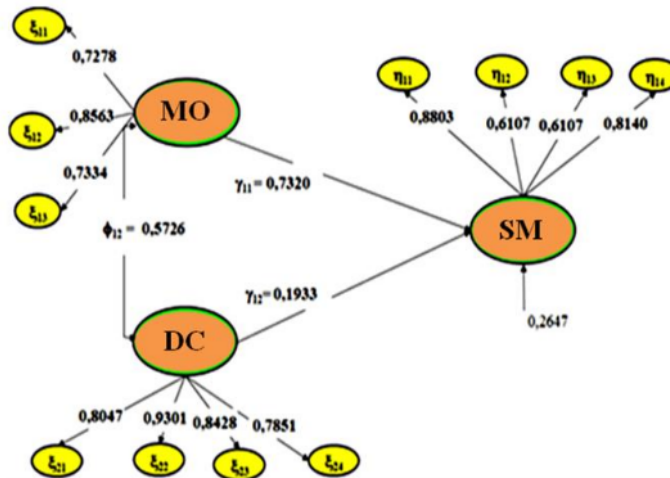 ξ11
0,7278
MO
ξ12
0,8563
0,7334
ξ13
η11
η12
η13
η14
0,8803
0,6107
0,6107
0,8140
γ11= 0,7320
ϕ12 = 0,5726
SM
γ12= 0,1933
0,2647
DC
0,8047
0,9301
0,8428
0,7851
ξ21
ξ22
ξ23
ξ24